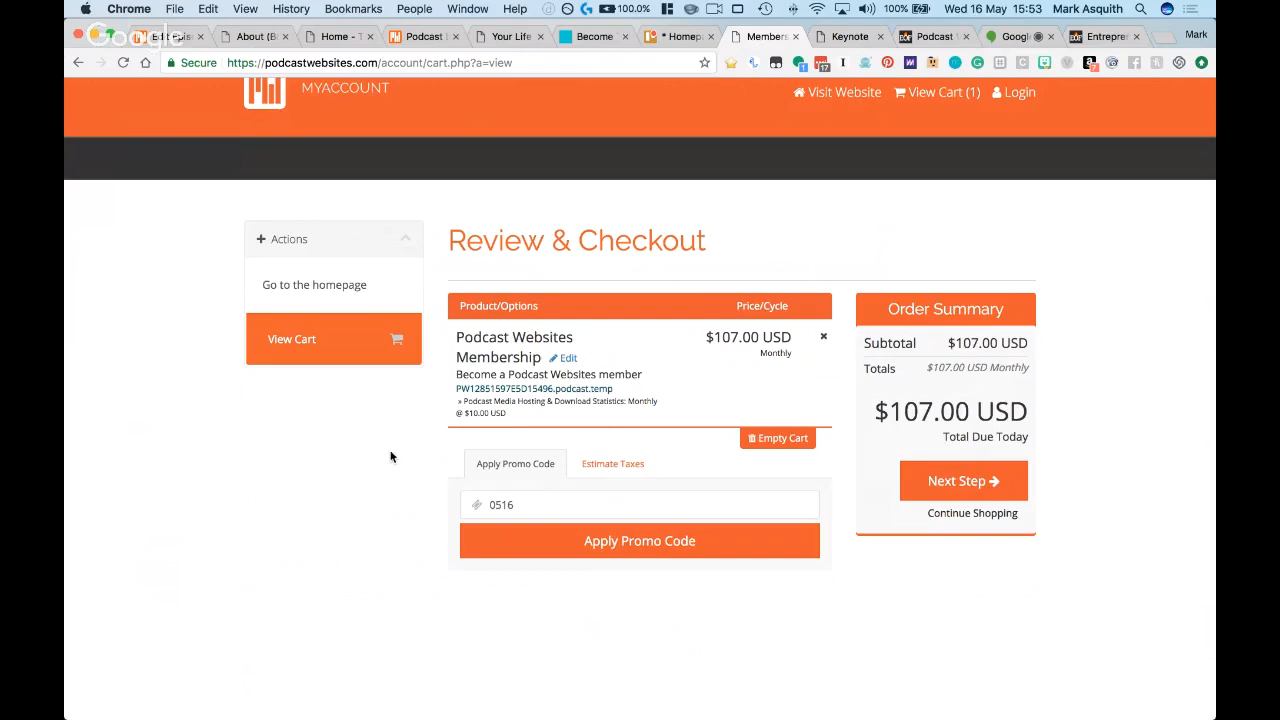 Chrome File Edit View History Bookmarks People Window Help 100.0% 100% Wed 16 May 15:53 Mark Asquith
Google
Edit Epis About (B Home - T Podcast Your Life Become * Homep Members Keynote Podcast W Google Entrepren Mark
Secure https://podcastwebsites.com/account/cart.php?a=view
MYACCOUNT
Visit Website View Cart (1) Login
Actions
Go to the homepage
View Cart
Review & Checkout
Product/Options Price/Cycle
Podcast Websites $107.00 USD
Membership Edit Monthly
Become a Podcast Websites member
PW12851597E5D15496.podcast.temp
» Podcast Media Hosting & Download Statistics: Monthly
@ $10.00 USD
Empty Cart
Apply Promo Code Estimate Taxes
0516
Apply Promo Code
Order Summary
Subtotal $107.00 USD
Totals $107.00 USD Monthly
$107.00 USD
Total Due Today
Next Step
Continue Shopping